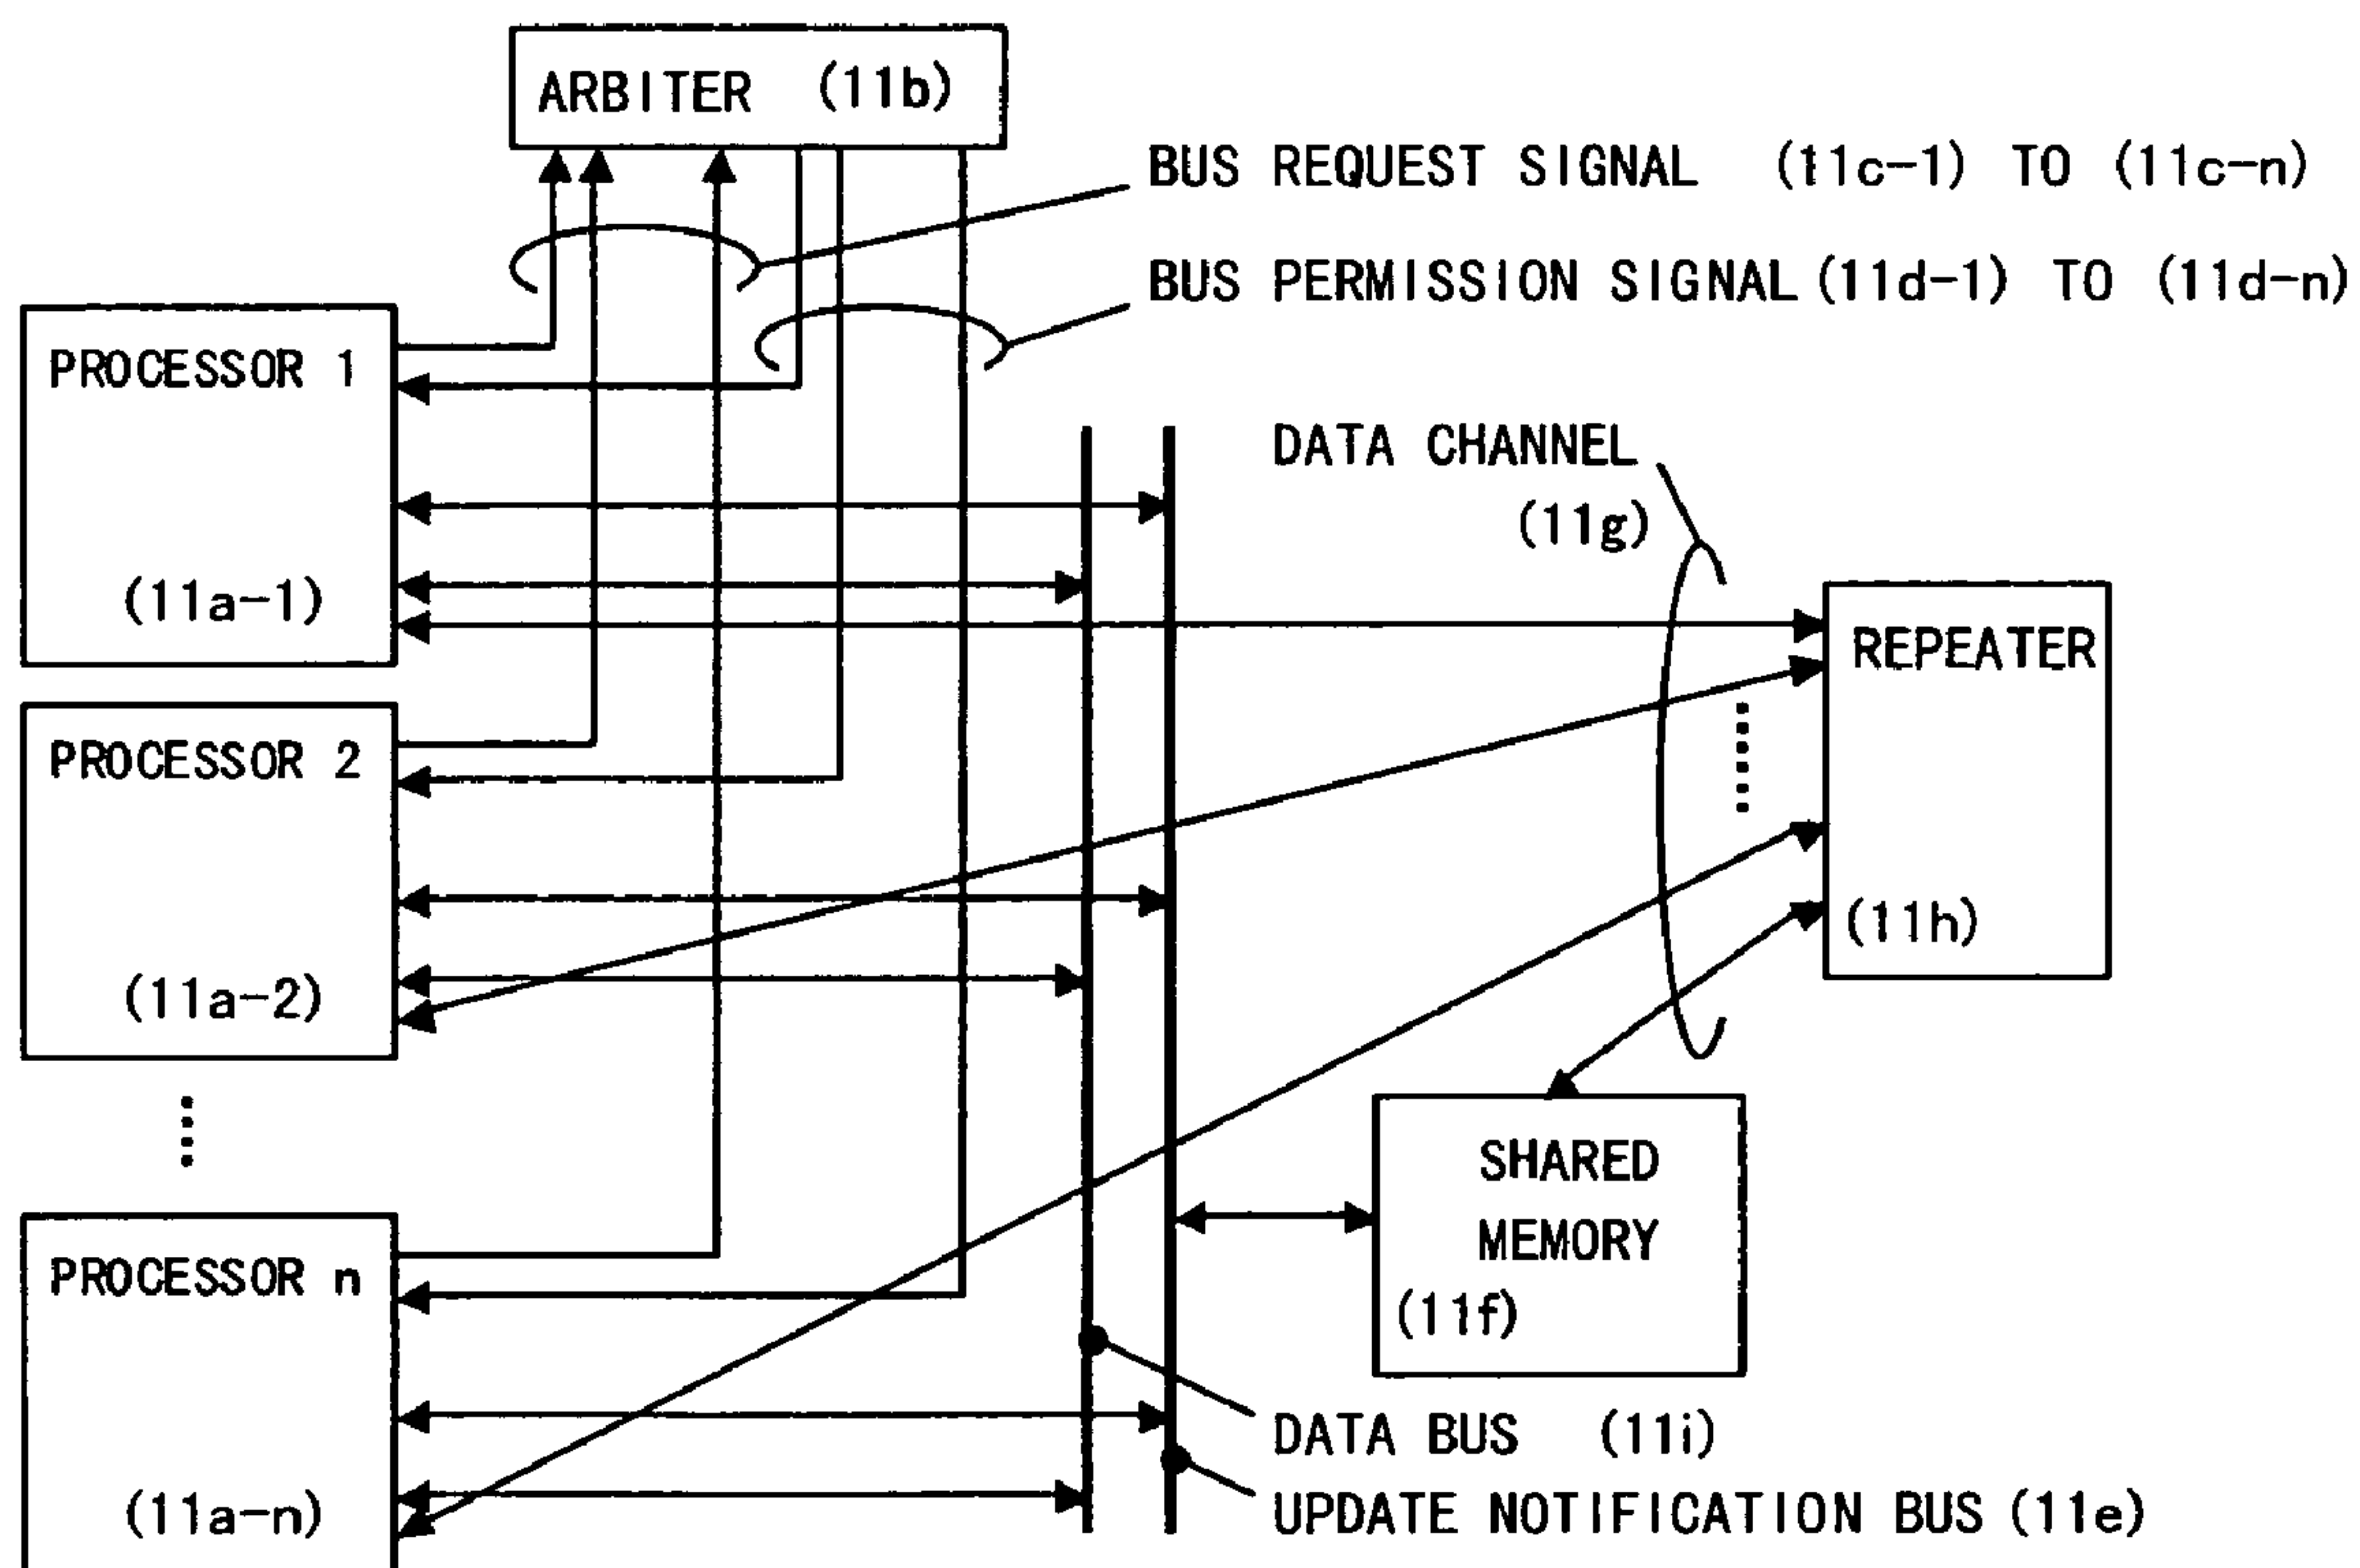 ARBITER (11b)
BUS REQUEST SIGNAL (11c-1) TO (11c-n)
BUS PERMISSION SIGNAL (11d-1) TO (11d-n)
PROCESSOR 1
(11a-1)
DATA CHANNEL
(11g)
REPEATER
(11h)
PROCESSOR 2
(11a-2)
SHARED
MEMORY
(11f)
PROCESSOR n
(11a-n)
DATA BUS (11i)
UPDATE NOTIFICATION BUS (11e)